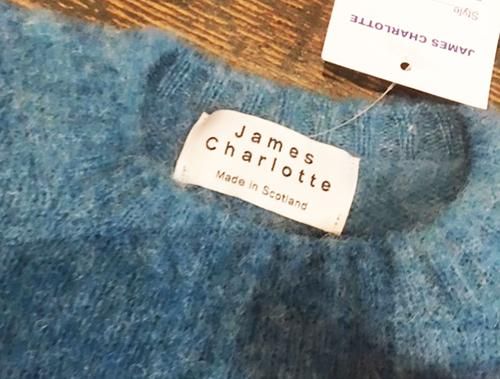 James
Charlotte
Made in Scotland
JAMES CHARLOTTE
Style